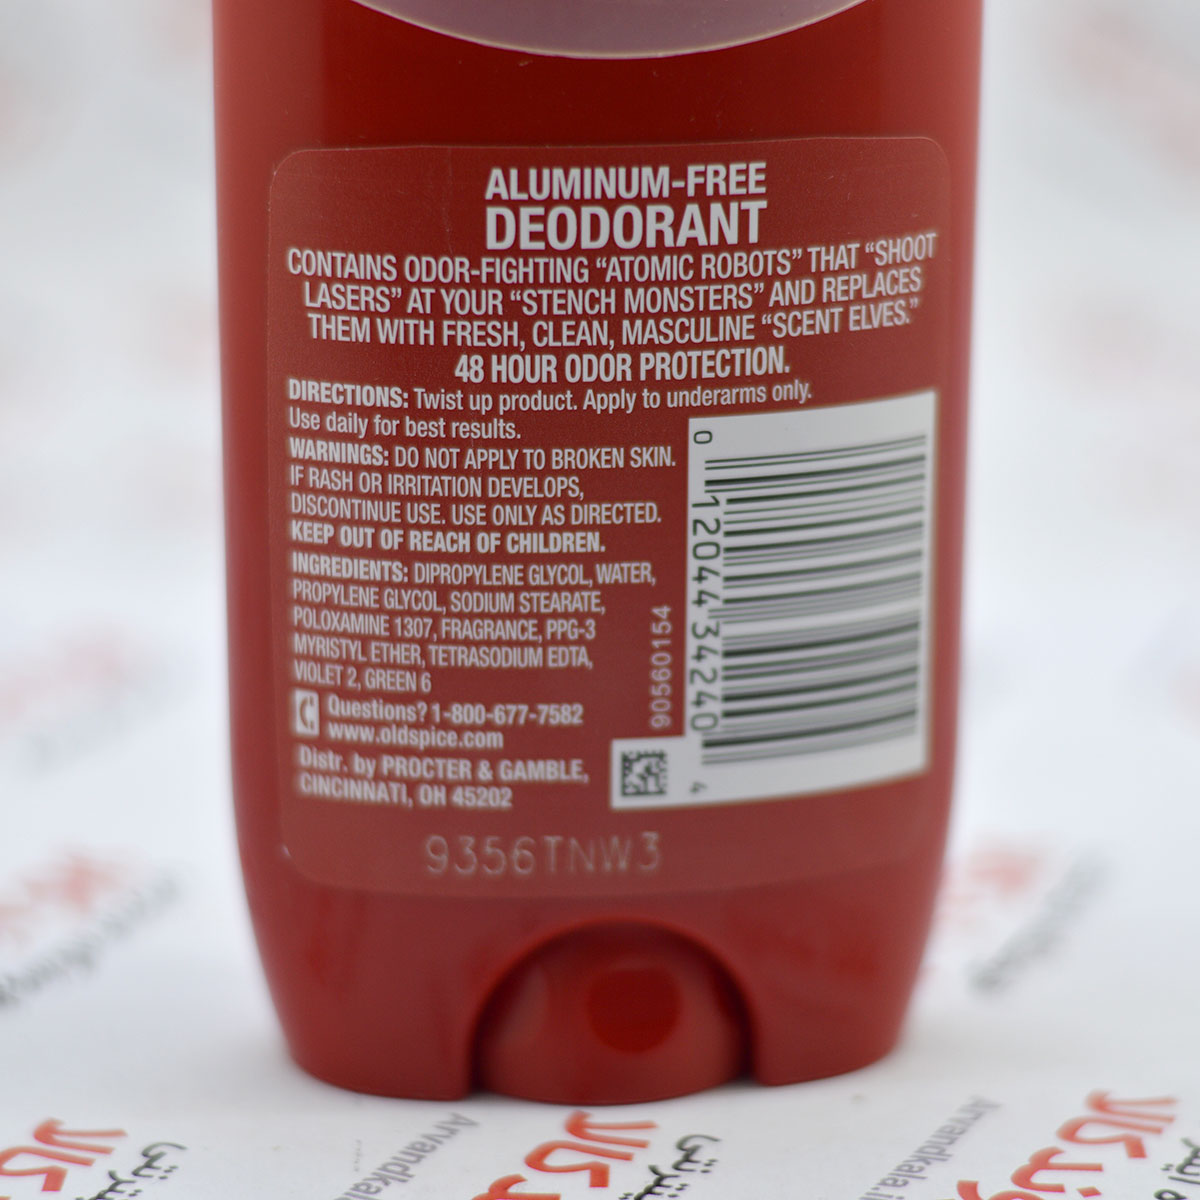 ALUMINUM-FREE
DEODORANT
CONTAINS ODOR-FIGHTING “ATOMIC ROBOTS” THAT “SHOOT
LASERS” AT YOUR “STENCH MONSTERS” AND REPLACES
THEM WITH FRESH, CLEAN, MASCULINE “SCENT ELVES.”
48 HOUR ODOR PROTECTION.
DIRECTIONS: Twist up product. Apply to underarms only.
Use daily for best results.
WARNINGS: DO NOT APPLY TO BROKEN SKIN.
IF RASH OR IRRITATION DEVELOPS,
DISCONTINUE USE. USE ONLY AS DIRECTED.
KEEP OUT OF REACH OF CHILDREN.
INGREDIENTS: DIPROPYLENE GLYCOL, WATER,
PROPYLENE GLYCOL, SODIUM STEARATE,
POLOXAMINE 1307, FRAGRANCE, PPG-3
MYRISTYL ETHER, TETRASODIUM EDTA,
VIOLET 2, GREEN 6
Questions? 1-800-677-7582
www.oldspice.com
Distr. by PROCTER & GAMBLE,
CINCINNATI, OH 45202
90560154
0 12044 34240 4
9356TNW3
Arvandkala.i
کالا
Arvandkala.i